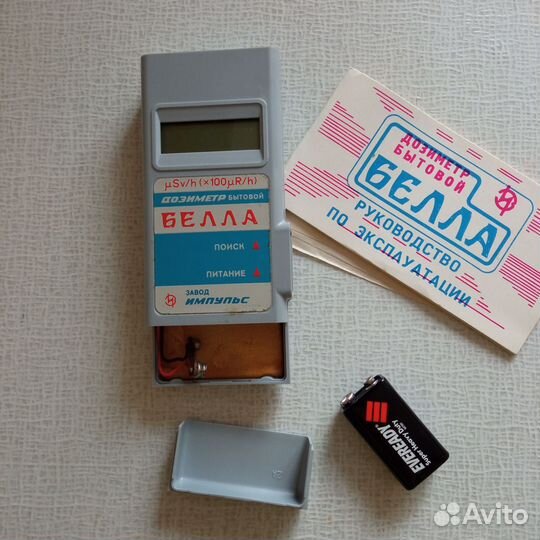 μSv/h (×100μR/h)
ДОЗИМЕТР БЫТОВОЙ
БЕЛЛА
ПОИСК
ПИТАНИЕ
ЗАВОД
ИМПУЛЬС
ДОЗИМЕТР
БЫТОВОЙ
БЕЛЛА
РУКОВОДСТВО
ПО ЭКСПЛУАТАЦИИ
EVEREADY
Super Heavy Duty
Avito